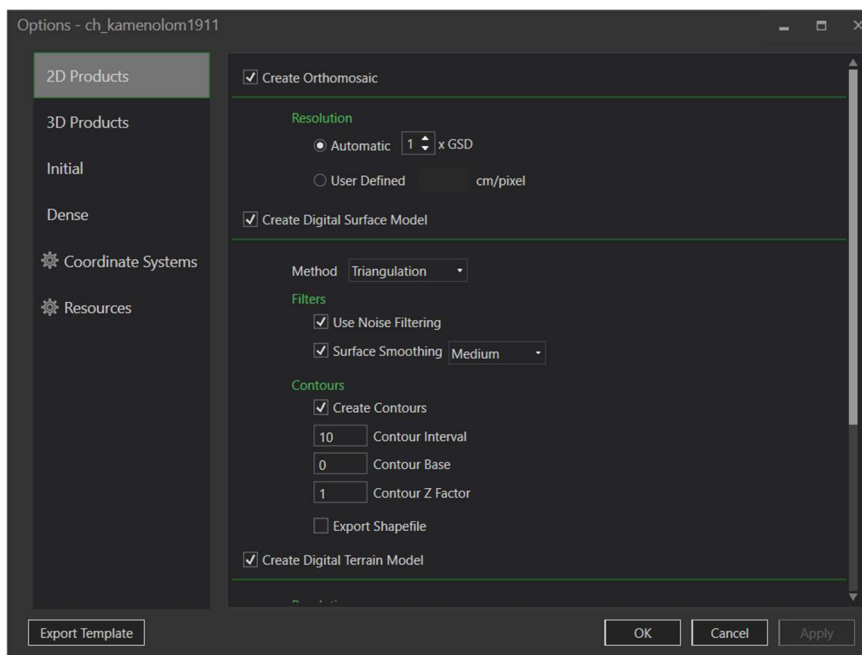 Options - ch_kamenolom1911
2D Products
3D Products
Initial
Dense
Coordinate Systems
Resources
Create Orthomosaic
Resolution
Automatic 1 x GSD
User Defined cm/pixel
Create Digital Surface Model
Method Triangulation
Filters
Use Noise Filtering
Surface Smoothing Medium
Contours
Create Contours
10 Contour Interval
0 Contour Base
1 Contour Z Factor
Export Shapefile
Create Digital Terrain Model
Export Template
OK
Cancel
Apply